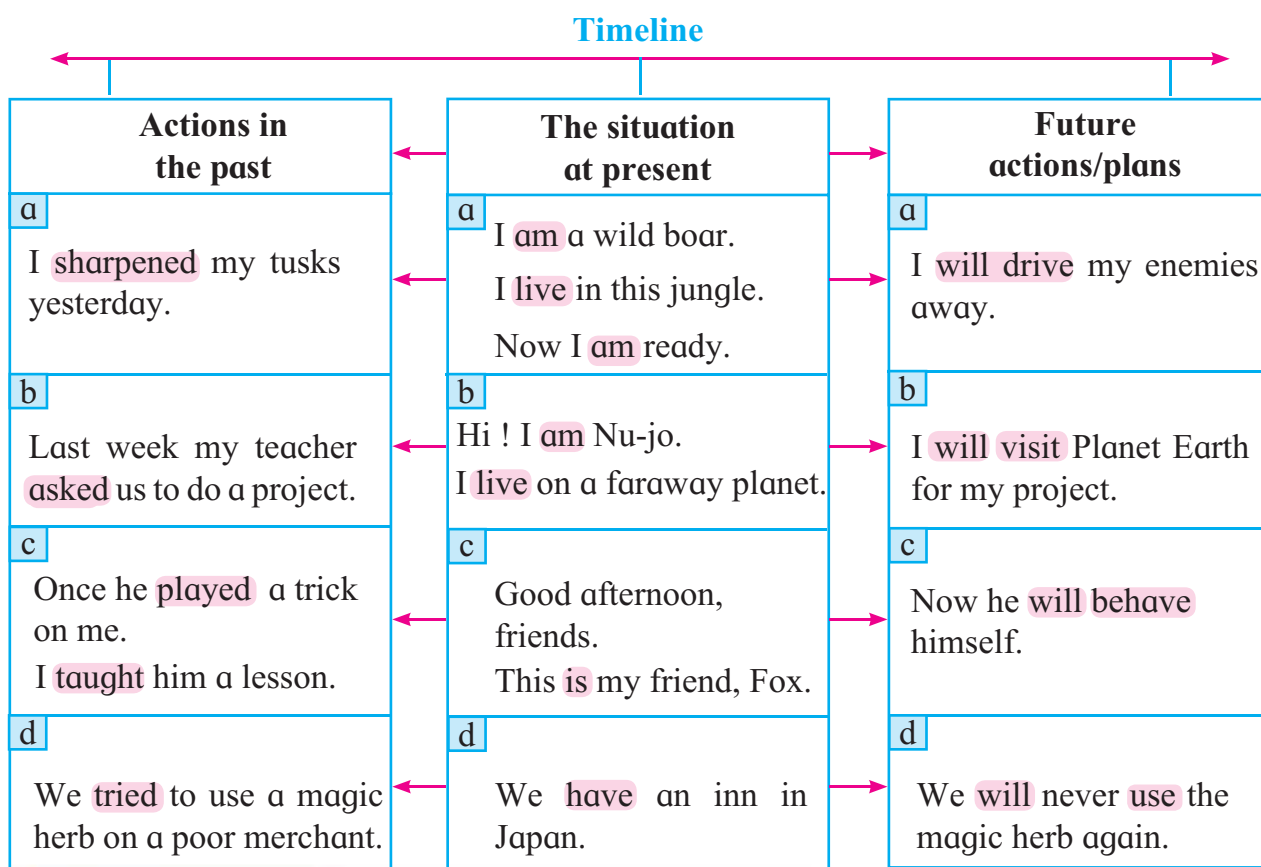 Timeline
Actions in
the past
The situation
at present
Future
actions/plans
a
I sharpened my tusks
yesterday.
a
I am a wild boar.
I live in this jungle.
Now I am ready.
a
I will drive my enemies
away.
b
Last week my teacher
asked us to do a project.
b
Hi ! I am Nu-jo.
I live on a faraway planet.
b
I will visit Planet Earth
for my project.
c
Once he played a trick
on me.
I taught him a lesson.
c
Good afternoon,
friends.
This is my friend, Fox.
c
Now he will behave
himself.
d
We tried to use a magic
herb on a poor merchant.
d
We have an inn in
Japan.
d
We will never use the
magic herb again.